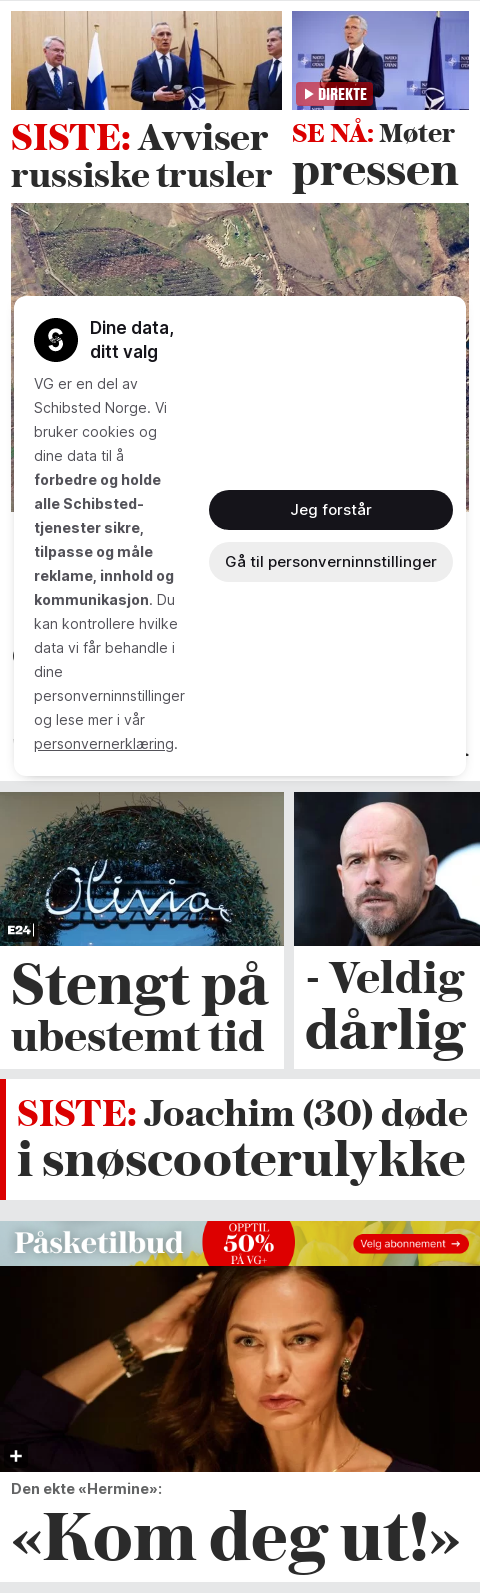 DIREKTE
SISTE: Avviser
russiske trusler
SE NÅ: Møter
pressen
Dine data,
ditt valg
VG er en del av
Schibsted Norge. Vi
bruker cookies og
dine data til å
forbedre og holde
alle Schibsted-
tjenester sikre,
tilpasse og måle
reklame, innhold og
kommunikasjon. Du
kan kontrollere hvilke
data vi får behandle i
dine
personverninnstillinger
og lese mer i vår
personvernerklæring.
Jeg forstår
Gå til personverninnstillinger
Olivia
E24
Stengt på
ubestemt tid
- Veldig
dårlig
SISTE: Joachim (30) døde
i snøscooterulykke
Påsketilbud
OPPTIL
50%
PÅ VG+
Velg abonnement →
Den ekte «Hermine»:
«Kom deg ut!»